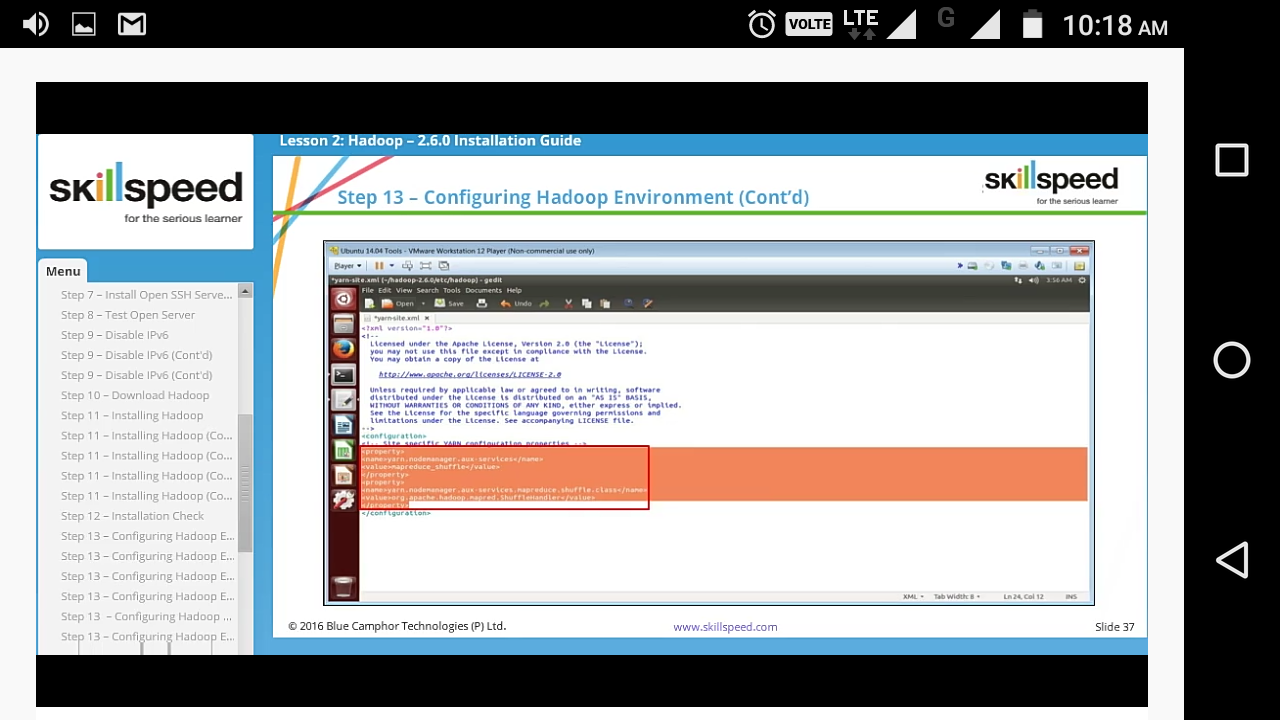 VOLTE
LTE
G
10:18 AM
Lesson 2: Hadoop – 2.6.0 Installation Guide
skillspeed
for the serious learner
Step 13 – Configuring Hadoop Environment (Cont'd)
skillspeed
for the serious learner
Menu
Step 7 – Install Open SSH Serve...
Step 8 – Test Open Server
Step 9 – Disable IPv6
Step 9 – Disable IPv6 (Cont'd)
Step 9 – Disable IPv6 (Cont'd)
Step 10 – Download Hadoop
Step 11 – Installing Hadoop
Step 11 – Installing Hadoop (Co...
Step 11 – Installing Hadoop (Co...
Step 11 – Installing Hadoop (Co...
Step 11 – Installing Hadoop (Co...
Step 12 – Installation Check
Step 13 – Configuring Hadoop E...
Step 13 – Configuring Hadoop E...
Step 13 – Configuring Hadoop E...
Step 13 – Configuring Hadoop E...
Step 13  – Configuring Hadoop ...
Step 13 – Configuring Hadoop E...
Ubuntu 14.04 Tools - VMware Workstation 12 Player (Non-commercial use only)
Player
*yarn-site.xml (~/hadoop-2.6.0/etc/hadoop) - gedit
3:56 AM
File Edit View Search Tools Documents Help
Open Save Undo
*yarn-site.xml
<?xml version="1.0"?>
<!--
Licensed under the Apache License, Version 2.0 (the "License");
you may not use this file except in compliance with the License.
You may obtain a copy of the License at
http://www.apache.org/licenses/LICENSE-2.0
Unless required by applicable law or agreed to in writing, software
distributed under the License is distributed on an "AS IS" BASIS,
WITHOUT WARRANTIES OR CONDITIONS OF ANY KIND, either express or implied.
See the License for the specific language governing permissions and
limitations under the License. See accompanying LICENSE file.
-->
<configuration>
<!-- Site specific YARN configuration properties -->
<property>
<name>yarn.nodemanager.aux-services</name>
<value>mapreduce_shuffle</value>
</property>
<property>
<name>yarn.nodemanager.aux-services.mapreduce.shuffle.class</name>
<value>org.apache.hadoop.mapred.ShuffleHandler</value>
</property>
</configuration>
XML Tab Width: 8 Ln 24, Col 12 INS
© 2016 Blue Camphor Technologies (P) Ltd.
www.skillspeed.com
Slide 37